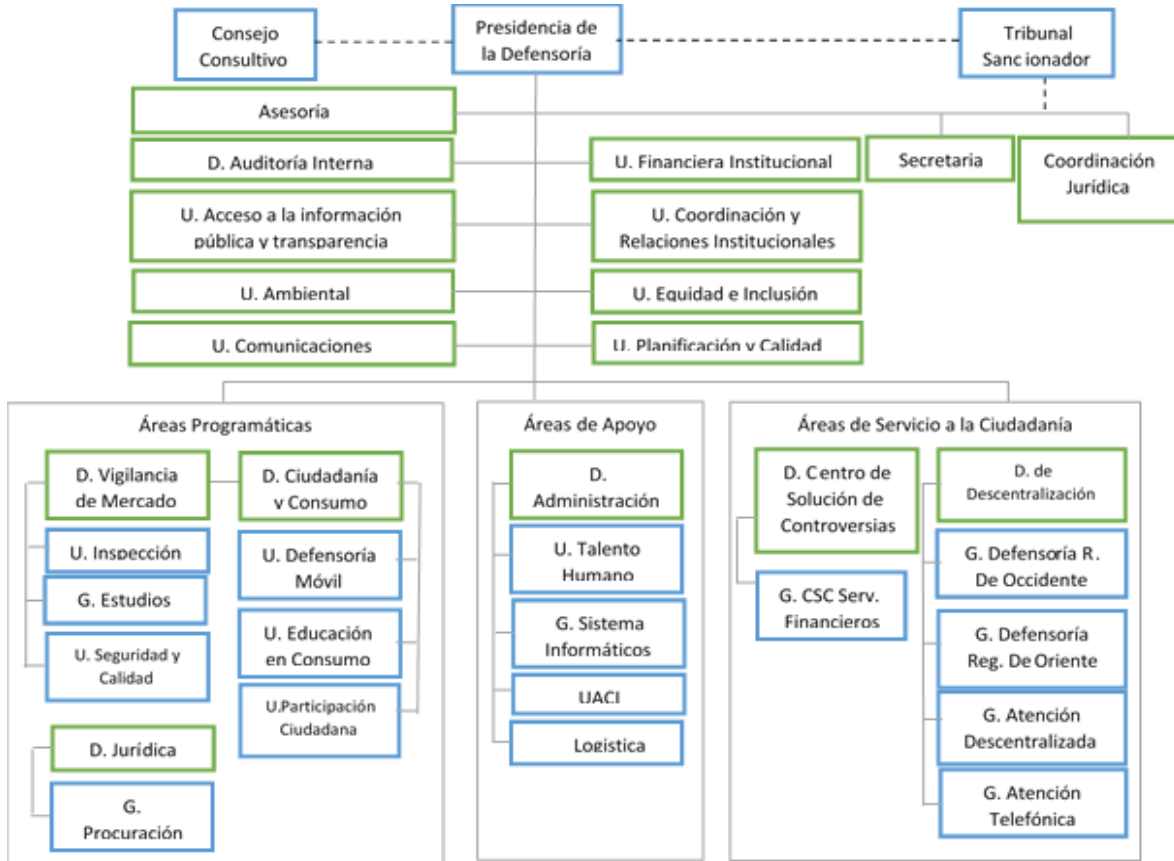 Consejo
Consultivo
Presidencia de
la Defensoría
Tribunal
Sancionador
Asesoría
D. Auditoría Interna
U. Financiera Institucional
Secretaria
Coordinación
Jurídica
U. Acceso a la información
pública y transparencia
U. Coordinación y
Relaciones Institucionales
U. Ambiental
U. Equidad e Inclusión
U. Comunicaciones
U. Planificación y Calidad
Áreas Programáticas
D. Vigilancia
de Mercado
D. Ciudadanía
y Consumo
U. Inspección
U. Defensoría
Móvil
G. Estudios
U. Educación
en Consumo
U. Seguridad y
Calidad
U.Participación
Ciudadana
D. Jurídica
G.
Procuración
Áreas de Apoyo
D.
Administración
U. Talento
Humano
G. Sistema
Informáticos
UACI
Logistica
Áreas de Servicio a la Ciudadanía
D. Centro de
Solución de
Controversias
G. CSC Serv.
Financieros
D. de
Descentralización
G. Defensoría R.
De Occidente
G. Defensoría
Reg. De Oriente
G. Atención
Descentralizada
G. Atención
Telefónica